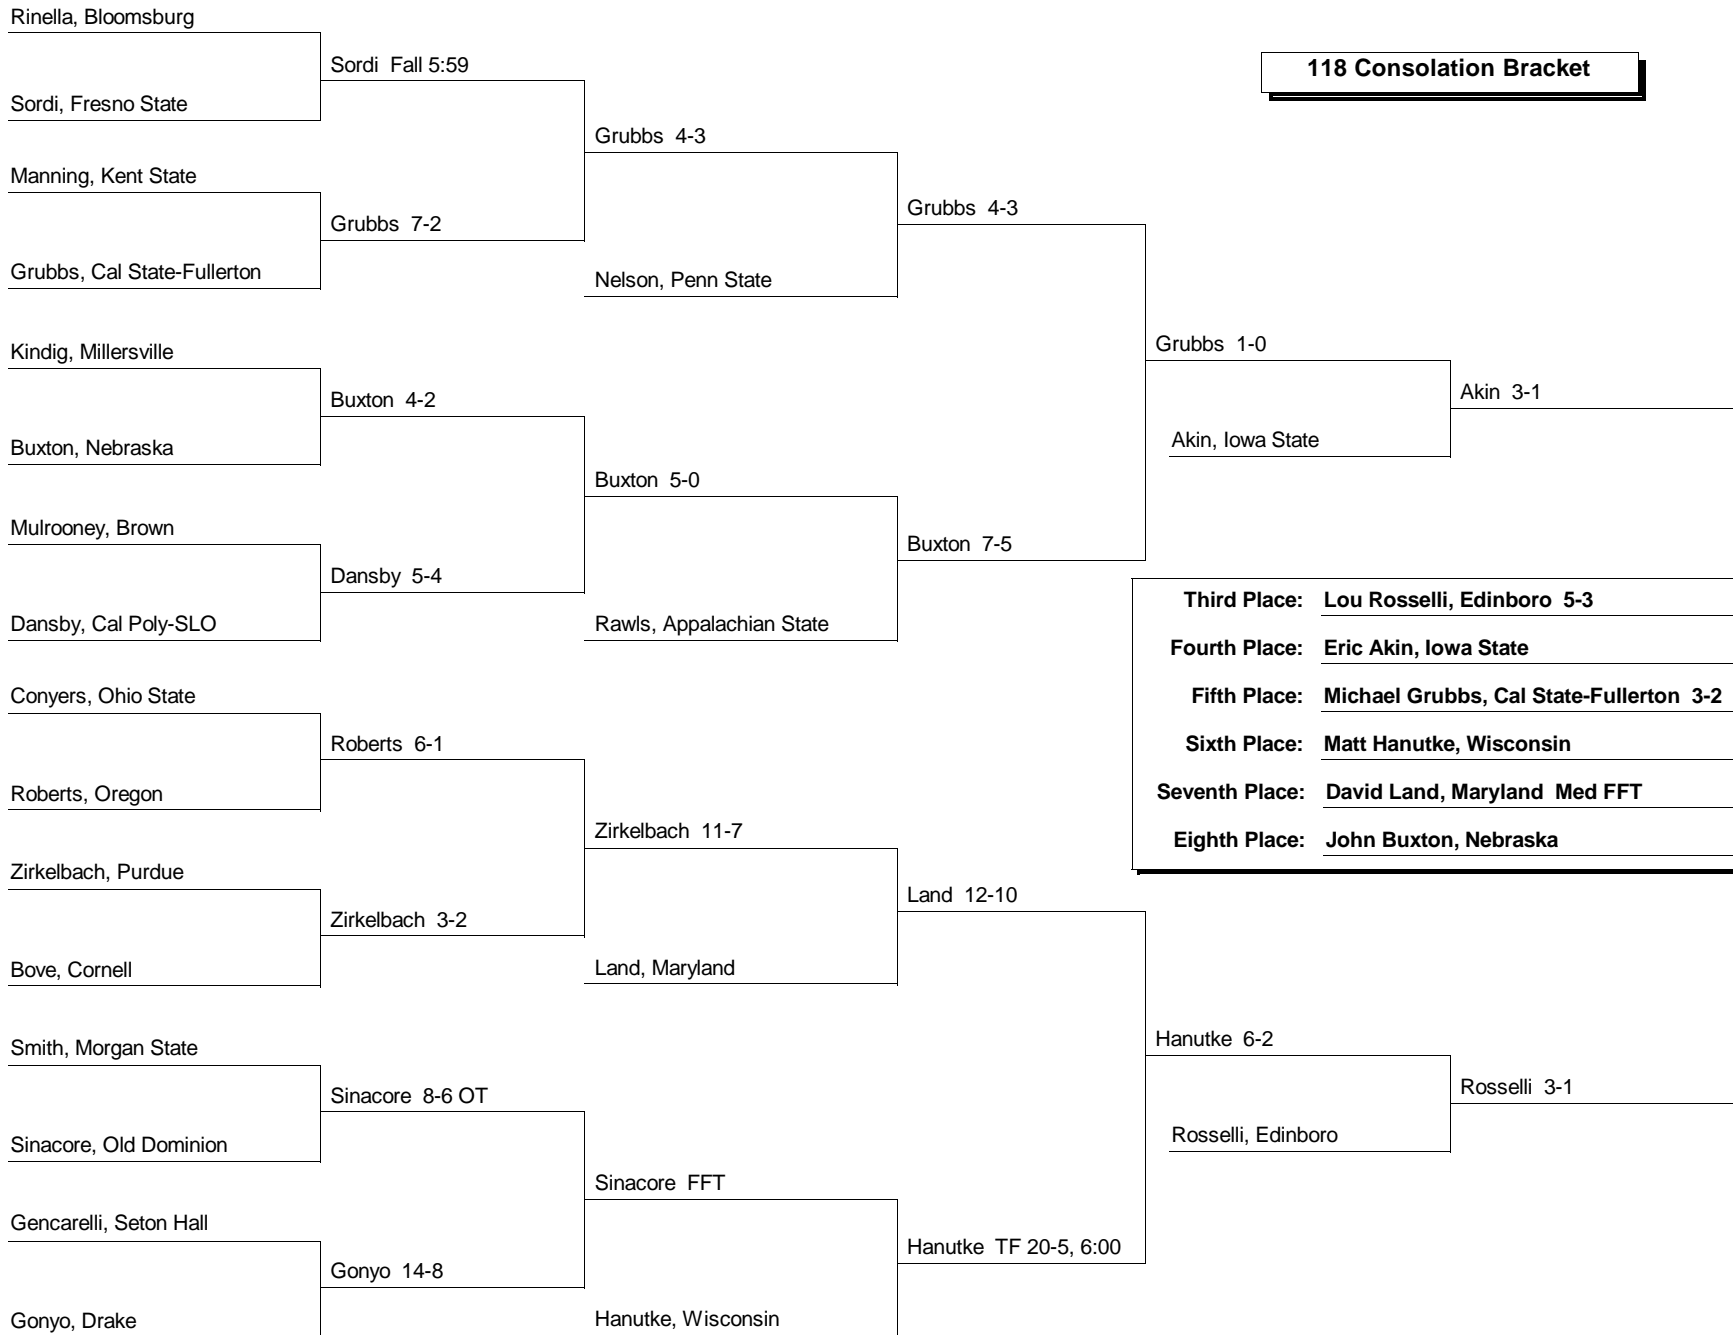 Rinella, Bloomsburg
Sordi  Fall 5:59
118 Consolation Bracket
Sordi, Fresno State
Grubbs  4-3
Manning, Kent State
Grubbs  4-3
Grubbs  7-2
Grubbs, Cal State-Fullerton
Nelson, Penn State
Grubbs  1-0
Kindig, Millersville
Akin  3-1
Buxton  4-2
Akin, Iowa State
Buxton, Nebraska
Buxton  5-0
Mulrooney, Brown
Buxton  7-5
Dansby  5-4
Third Place: Lou Rosselli, Edinboro  5-3
Dansby, Cal Poly-SLO
Rawls, Appalachian State
Fourth Place: Eric Akin, Iowa State
Conyers, Ohio State
Fifth Place: Michael Grubbs, Cal State-Fullerton  3-2
Roberts  6-1
Sixth Place: Matt Hanutke, Wisconsin
Roberts, Oregon
Seventh Place: David Land, Maryland  Med FFT
Zirkelbach  11-7
Eighth Place: John Buxton, Nebraska
Zirkelbach, Purdue
Land  12-10
Zirkelbach  3-2
Bove, Cornell
Land, Maryland
Hanutke  6-2
Smith, Morgan State
Rosselli  3-1
Sinacore  8-6 OT
Rosselli, Edinboro
Sinacore, Old Dominion
Sinacore  FFT
Gencarelli, Seton Hall
Hanutke  TF 20-5, 6:00
Gonyo  14-8
Gonyo, Drake
Hanutke, Wisconsin